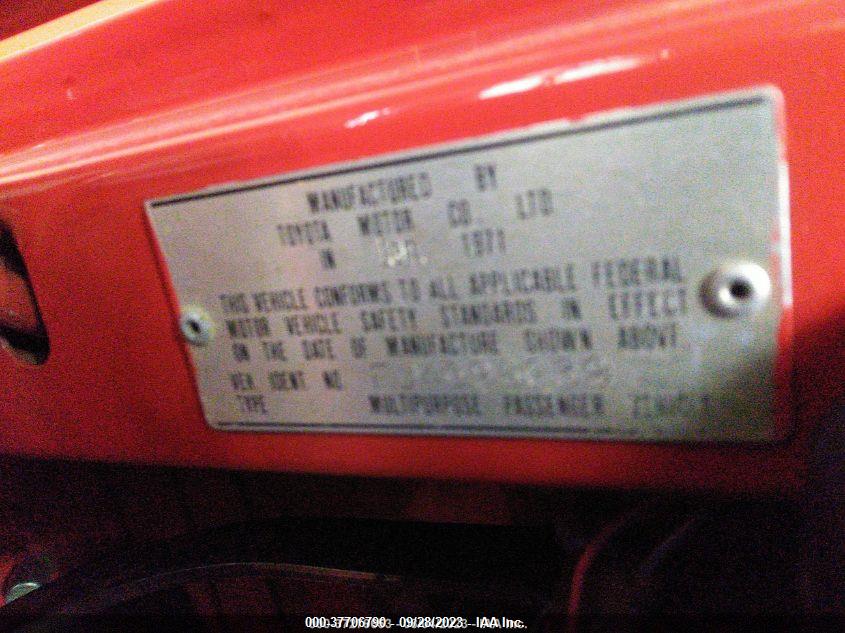 MANUFACTURED BY
TOYOTA MOTOR CO. LTD
IN 1971
THIS VEHICLE CONFORMS TO ALL APPLICABLE FEDERAL
MOTOR VEHICLE SAFETY STANDARDS IN EFFECT
ON THE DATE OF MANUFACTURE SHOWN ABOVE.
VEH. IDENT NO
TYPE MULTIPURPOSE PASSENGER
000-37706790 - 09/28/2023 - IAA Inc.